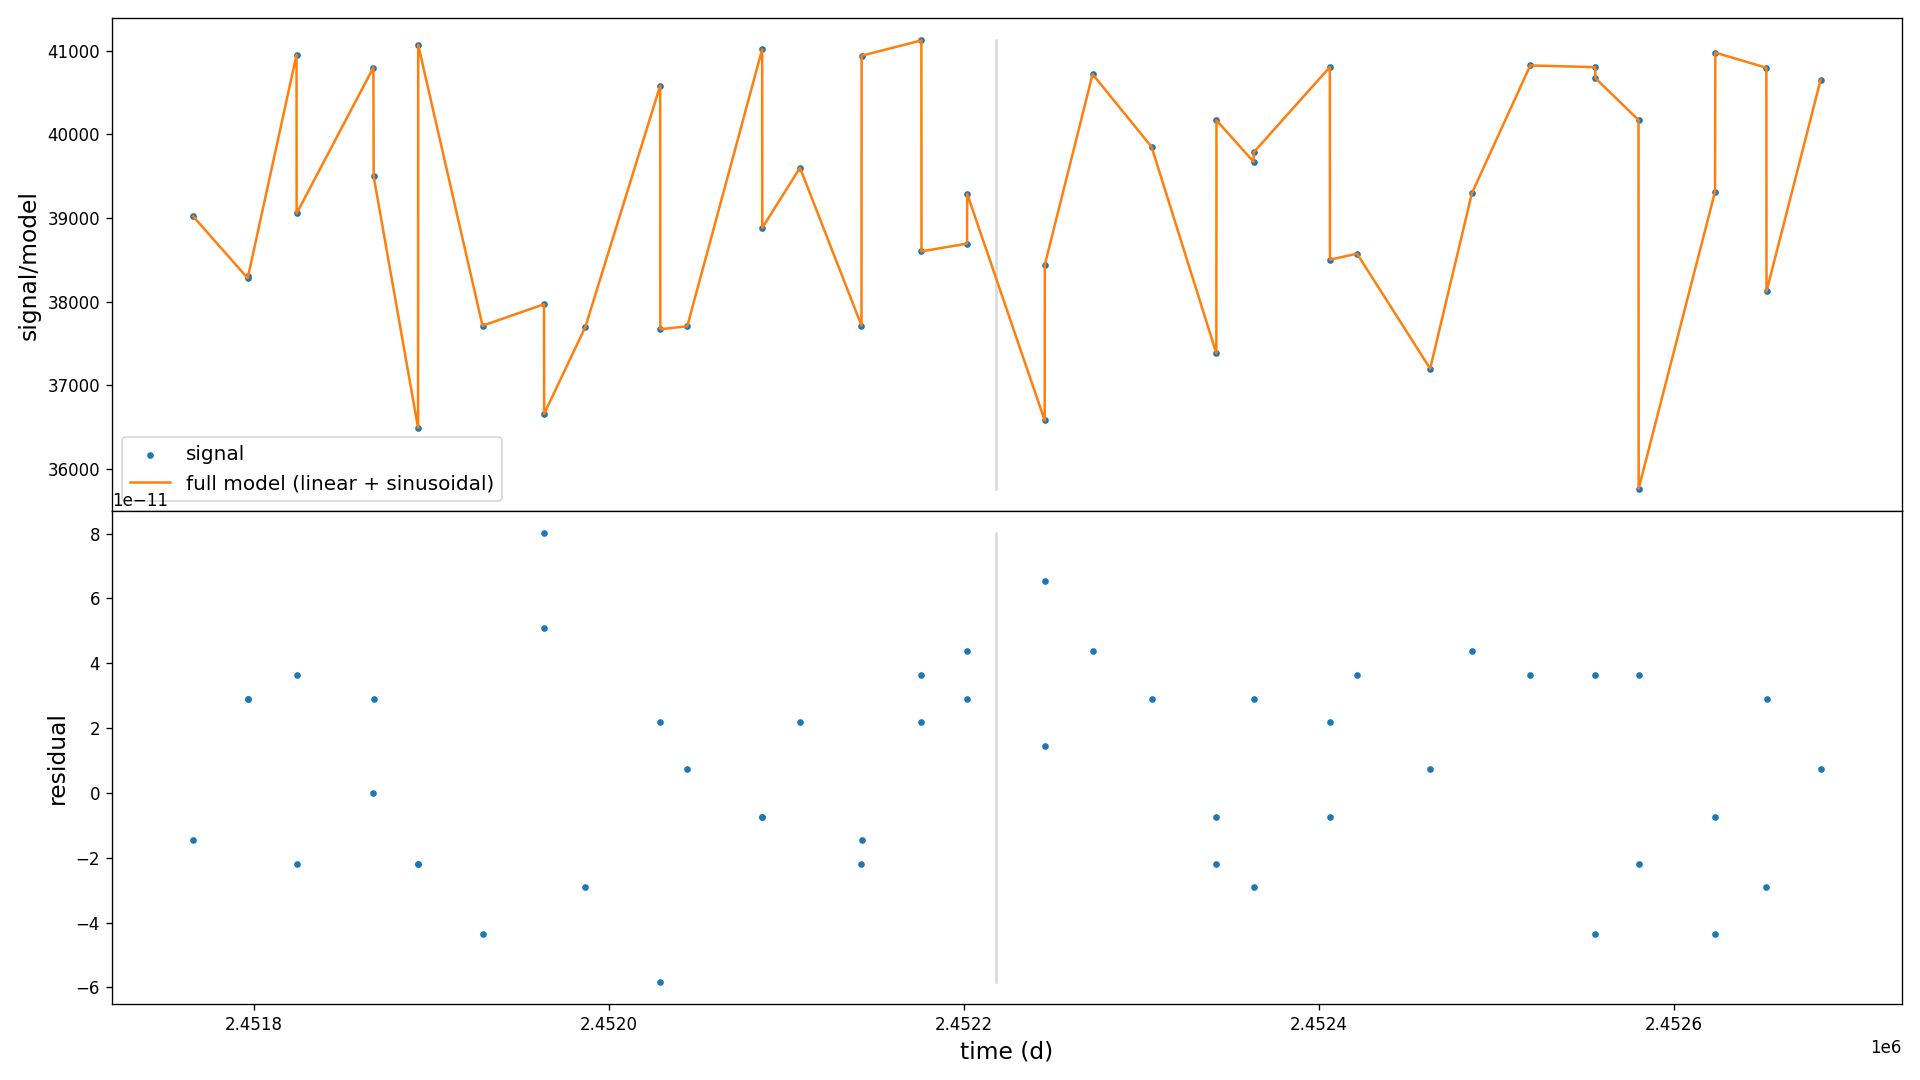 signal/model
41000
40000
39000
38000
37000
36000
signal
full model (linear + sinusoidal)
1e−11
residual
8
6
4
2
0
−2
−4
−6
2.4518
2.4520
2.4522
2.4524
2.4526
time (d)
1e6